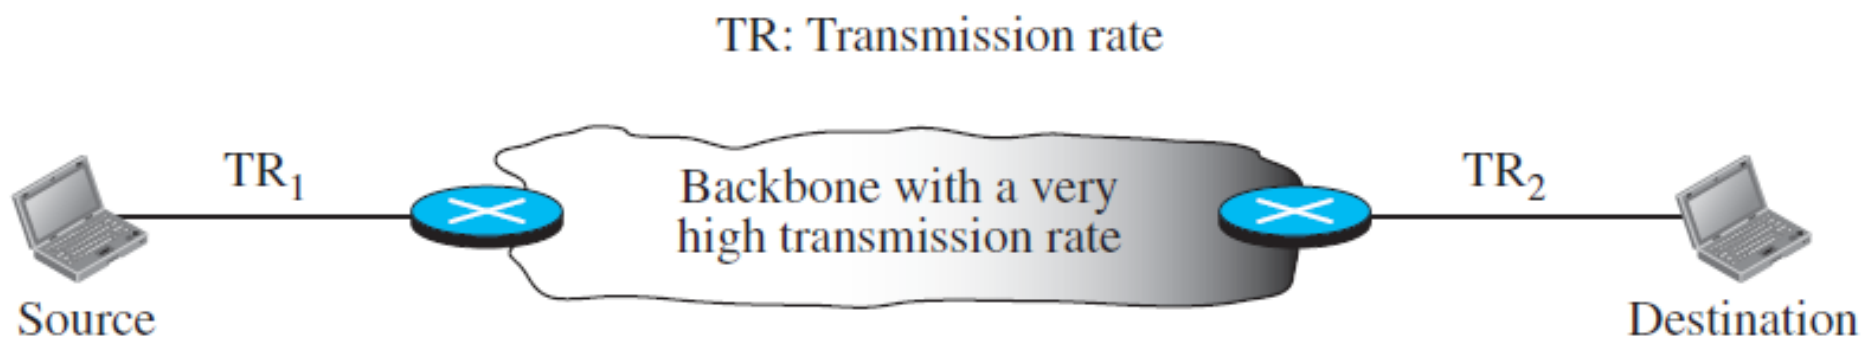 TR: Transmission rate
TR₁
Backbone with a very
high transmission rate
TR₂
Source
Destination